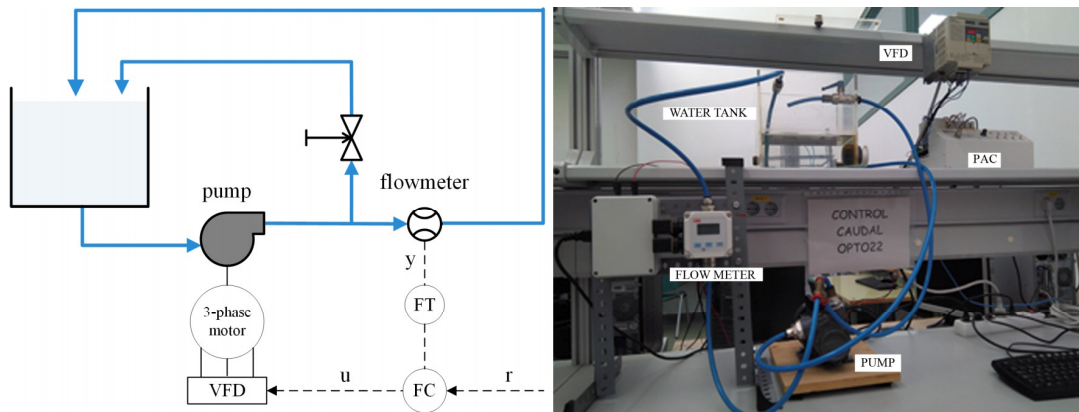 pump
flowmeter
y
FT
3-phase
motor
VFD
u
FC
r
VFD
WATER TANK
PAC
CONTROL
CAUDAL
OPTO22
FLOW METER
PUMP